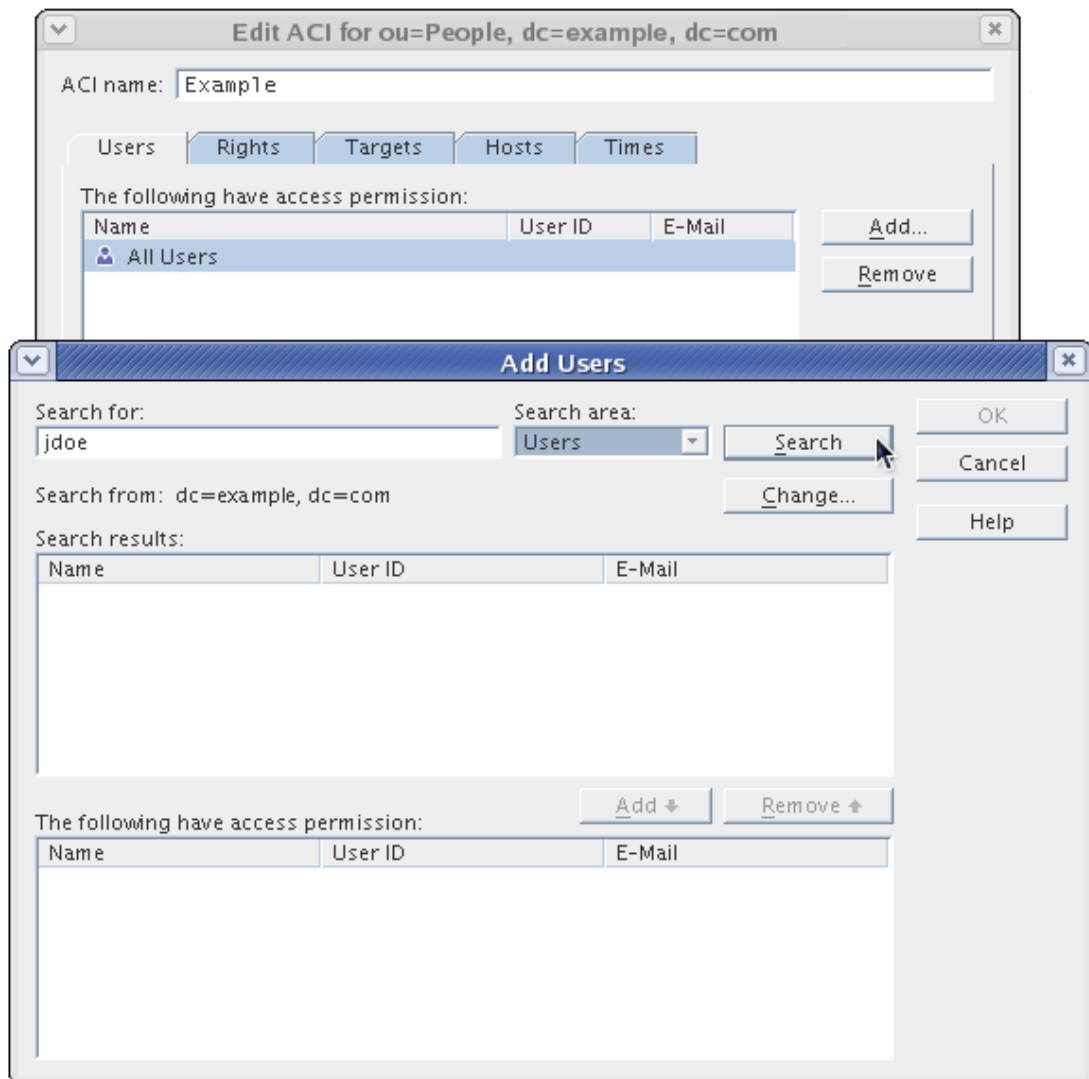 Edit ACI for ou=People, dc=example, dc=com
ACI name: Example
Users Rights Targets Hosts Times
The following have access permission:
Name User ID E-Mail Add...
All Users
Remove
Add Users
Search for: Search area: OK
jdoe Users Search
Cancel
Search from: dc=example, dc=com Change...
Help
Search results:
Name User ID E-Mail
Add Remove
The following have access permission:
Name User ID E-Mail